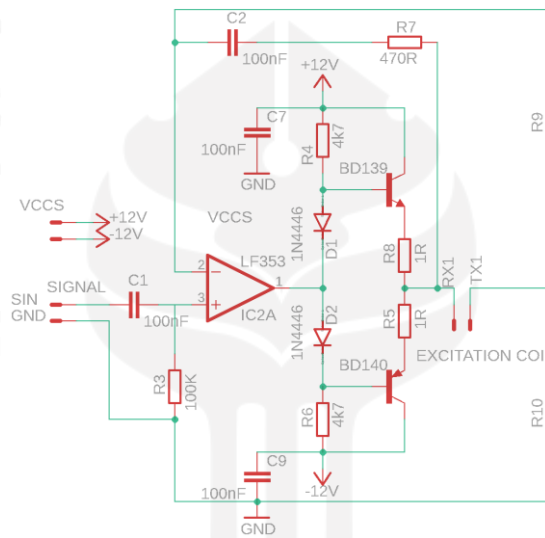 C2
R7
100nF
470R
+12V
C7
R4
4k7
R9
100nF
BD139
GND
VCCS
+12V
-12V
VCCS
1N4446
D1
R8
1R
RX1
TX1
LF353
2
-
1
SIGNAL
C1
3
+
SIN
GND
100nF
IC2A
1N4446
D2
R5
1R
EXCITATION COI
BD140
R3
100K
R6
4k7
R10
C9
100nF
-12V
GND